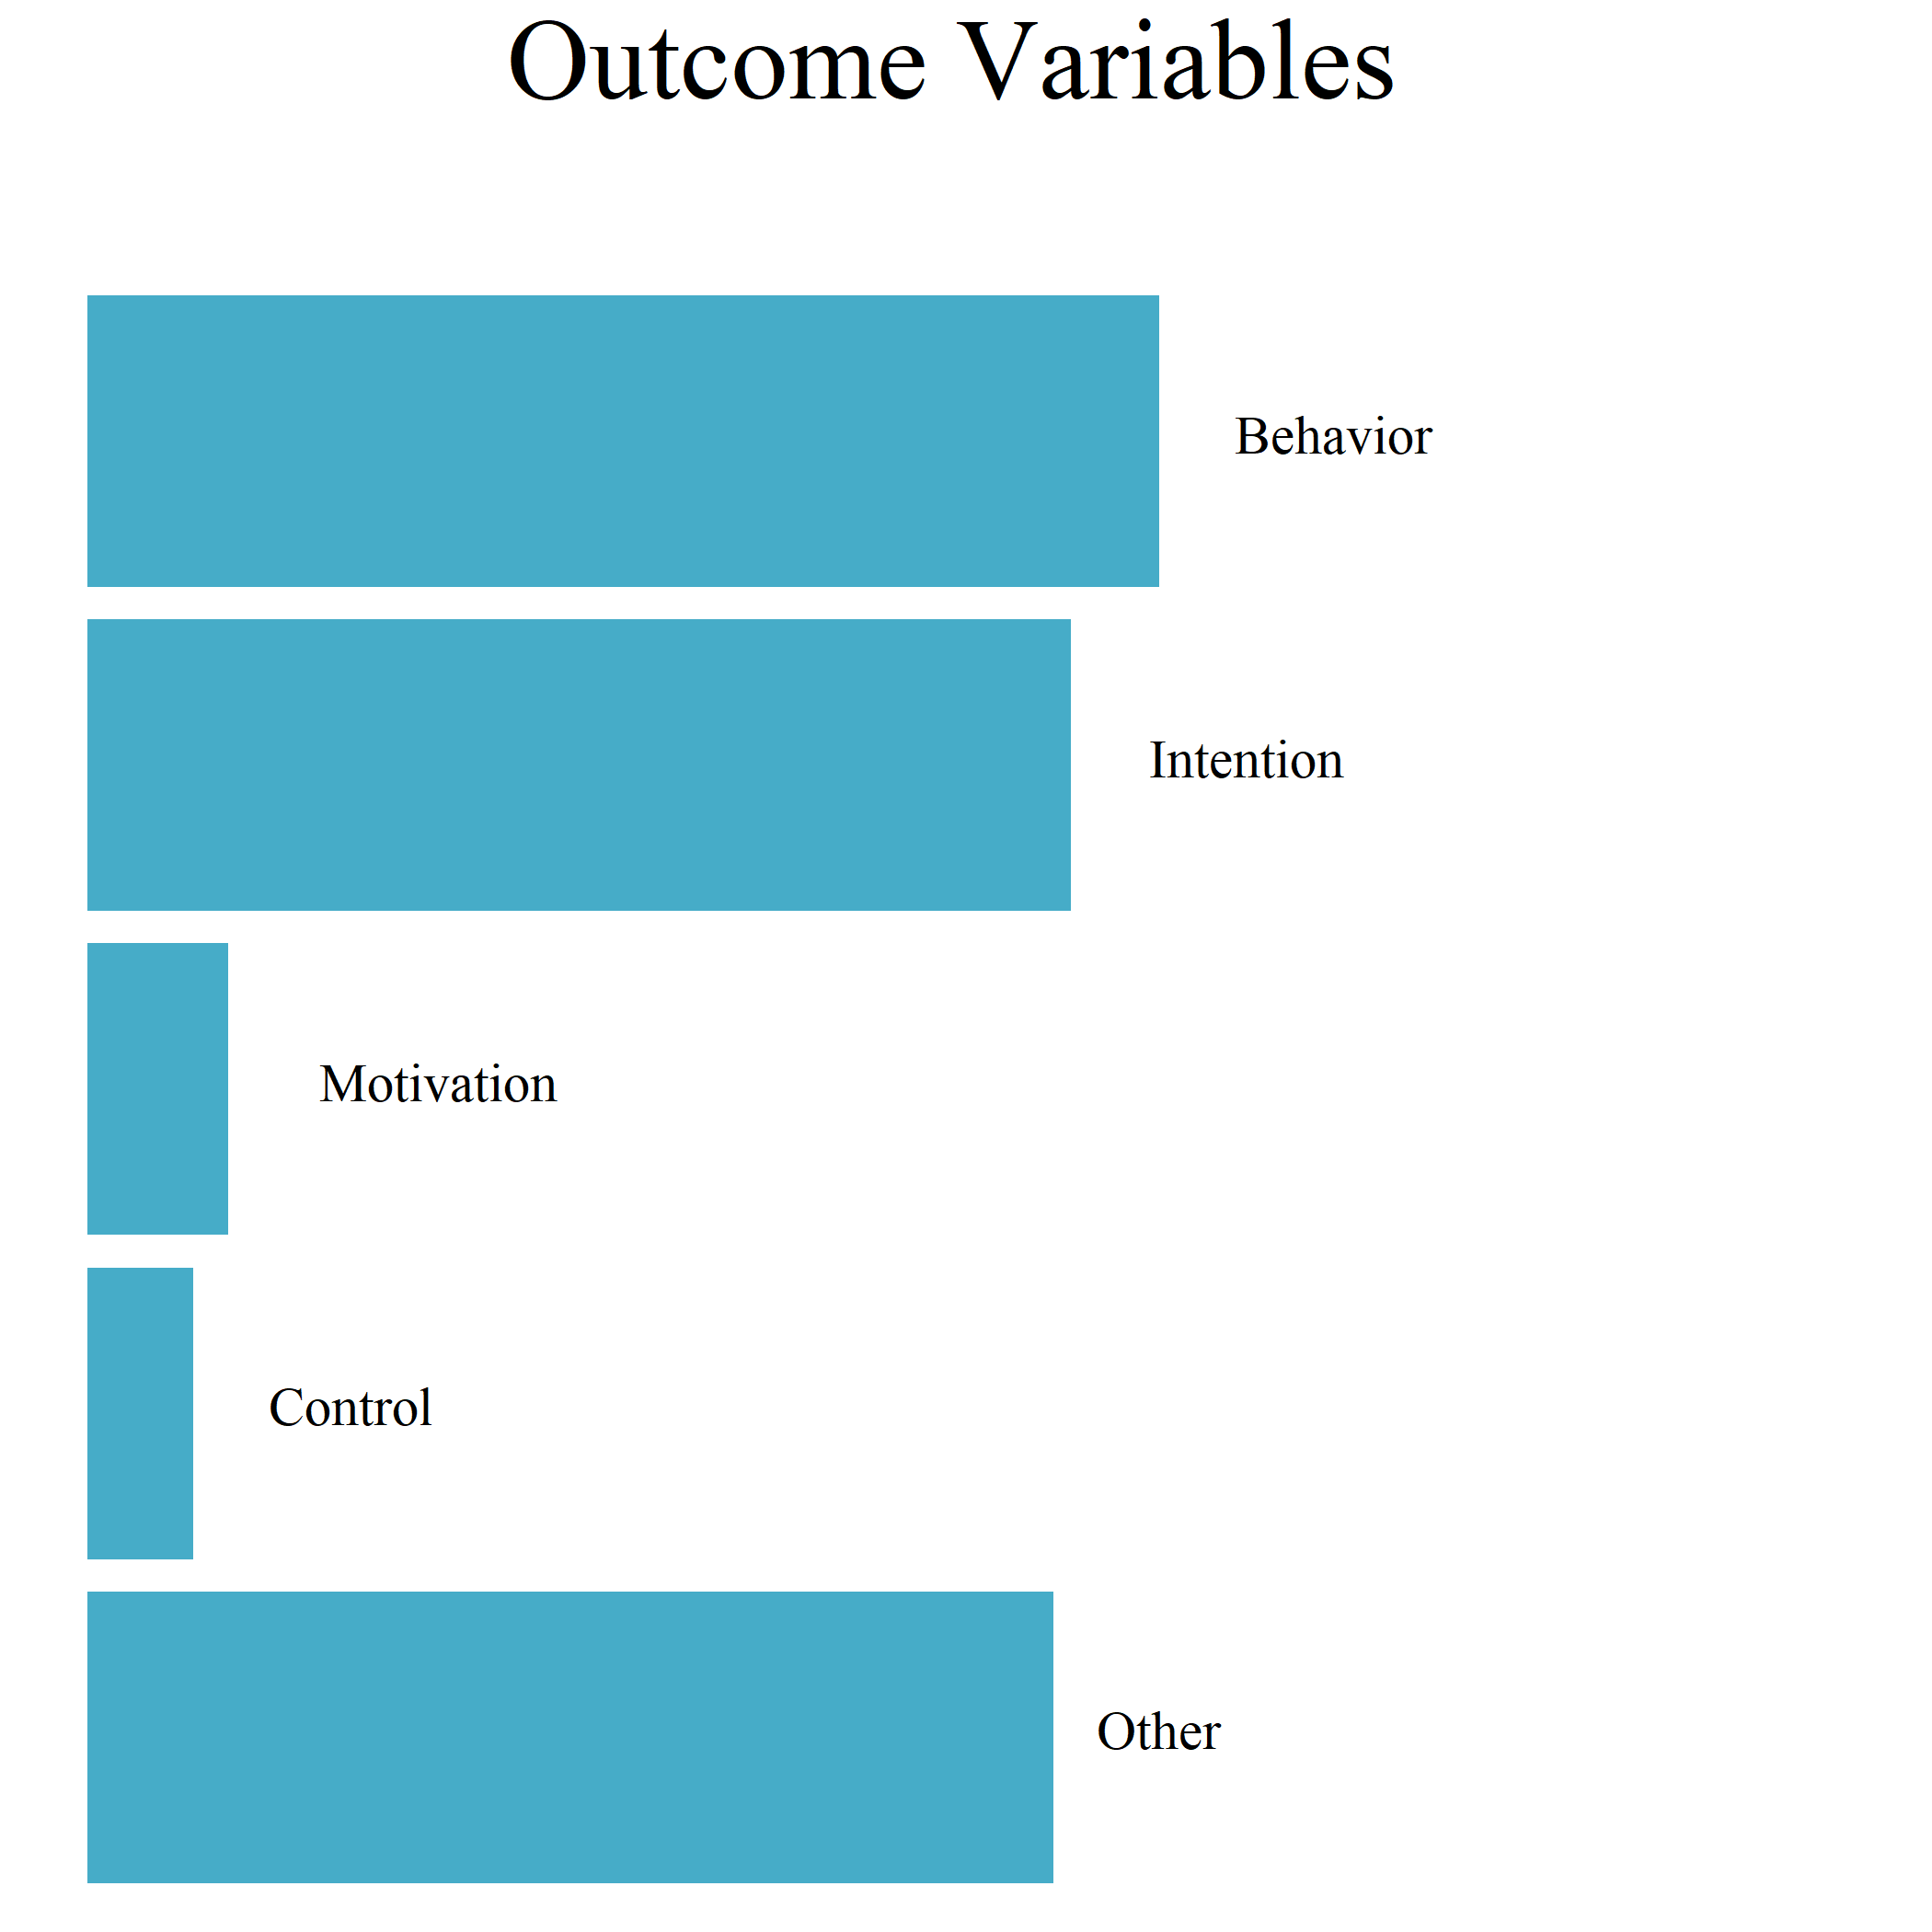 Outcome Variables
Behavior
Intention
Motivation
Control
Other